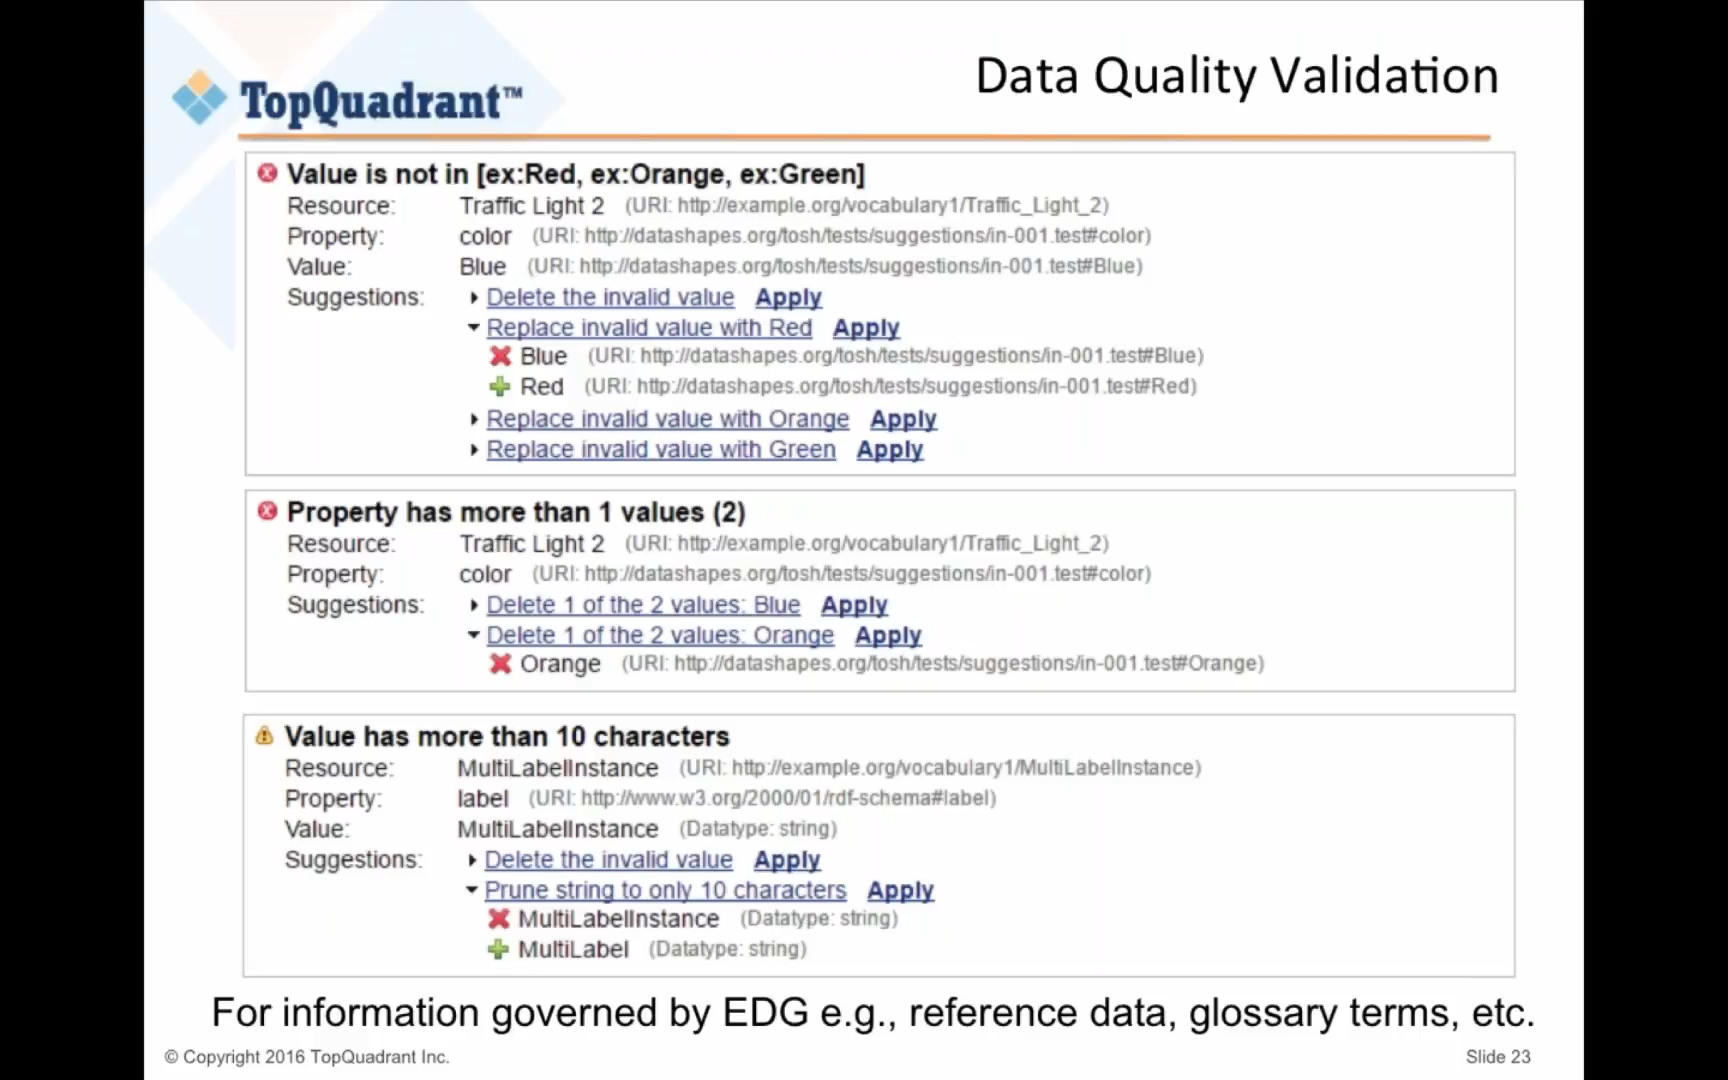 TopQuadrant™
Data Quality Validation
Value is not in [ex:Red, ex:Orange, ex:Green]
Resource: Traffic Light 2 (URI: http://example.org/vocabulary1/Traffic_Light_2)
Property: color (URI: http://datashapes.org/tosh/tests/suggestions/in-001.test#color)
Value: Blue (URI: http://datashapes.org/tosh/tests/suggestions/in-001.test#Blue)
Suggestions: Delete the invalid value Apply
Replace invalid value with Red Apply
Blue (URI: http://datashapes.org/tosh/tests/suggestions/in-001.test#Blue)
Red (URI: http://datashapes.org/tosh/tests/suggestions/in-001.test#Red)
Replace invalid value with Orange Apply
Replace invalid value with Green Apply
Property has more than 1 values (2)
Resource: Traffic Light 2 (URI: http://example.org/vocabulary1/Traffic_Light_2)
Property: color (URI: http://datashapes.org/tosh/tests/suggestions/in-001.test#color)
Suggestions: Delete 1 of the 2 values: Blue Apply
Delete 1 of the 2 values: Orange Apply
Orange (URI: http://datashapes.org/tosh/tests/suggestions/in-001.test#Orange)
Value has more than 10 characters
Resource: MultiLabelInstance (URI: http://example.org/vocabulary1/MultiLabelInstance)
Property: label (URI: http://www.w3.org/2000/01/rdf-schema#label)
Value: MultiLabelInstance (Datatype: string)
Suggestions: Delete the invalid value Apply
Prune string to only 10 characters Apply
MultiLabelInstance (Datatype: string)
MultiLabel (Datatype: string)
For information governed by EDG e.g., reference data, glossary terms, etc.
© Copyright 2016 TopQuadrant Inc.
Slide 23